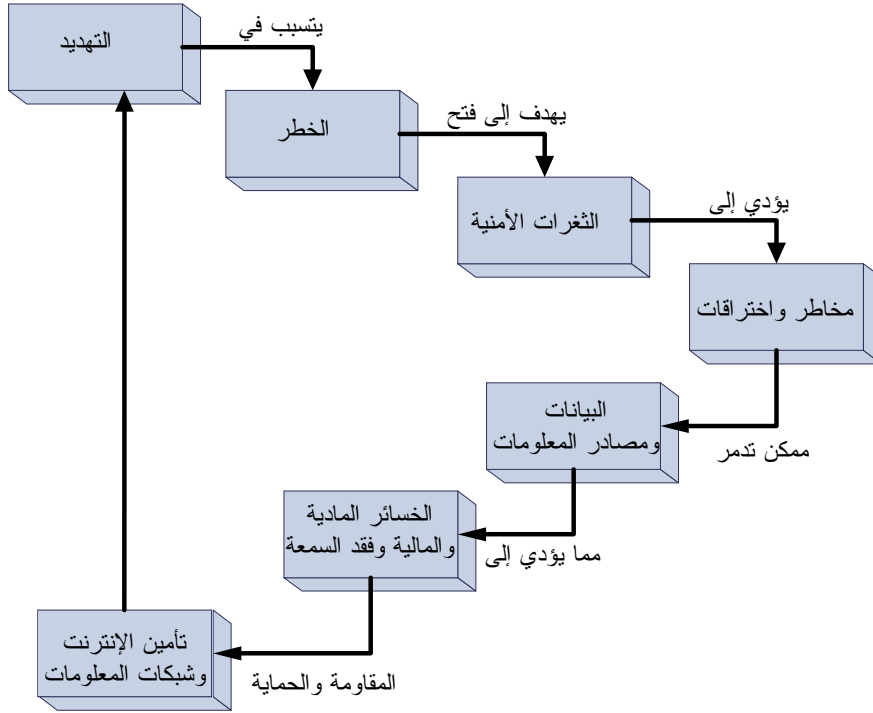 التهديد
يتسبب في
الخطر
يهدف إلى فتح
الثغرات الأمنية
يؤدي إلى
مخاطر واختراقات
ممكن تدمر
البيانات
ومصادر المعلومات
مما يؤدي إلى
الخسائر المادية
والمالية وفقد السمعة
المقاومة والحماية
تأمين الإنترنت
وشبكات المعلومات